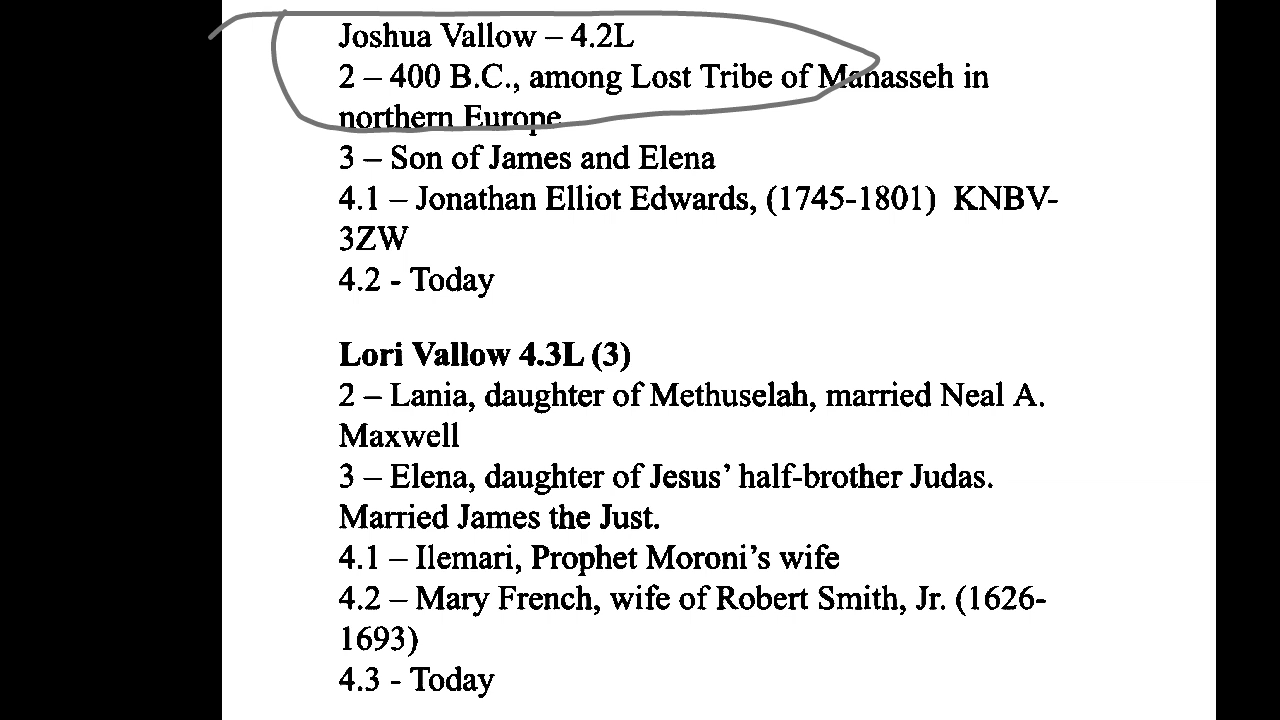 Joshua Vallow – 4.2L
2 – 400 B.C., among Lost Tribe of Manasseh in
northern Europe
3 – Son of James and Elena
4.1 – Jonathan Elliot Edwards, (1745-1801)  KNBV-
3ZW
4.2 - Today
Lori Vallow 4.3L (3)
2 – Lania, daughter of Methuselah, married Neal A.
Maxwell
3 – Elena, daughter of Jesus’ half-brother Judas.
Married James the Just.
4.1 – Ilemari, Prophet Moroni’s wife
4.2 – Mary French, wife of Robert Smith, Jr. (1626-
1693)
4.3 - Today